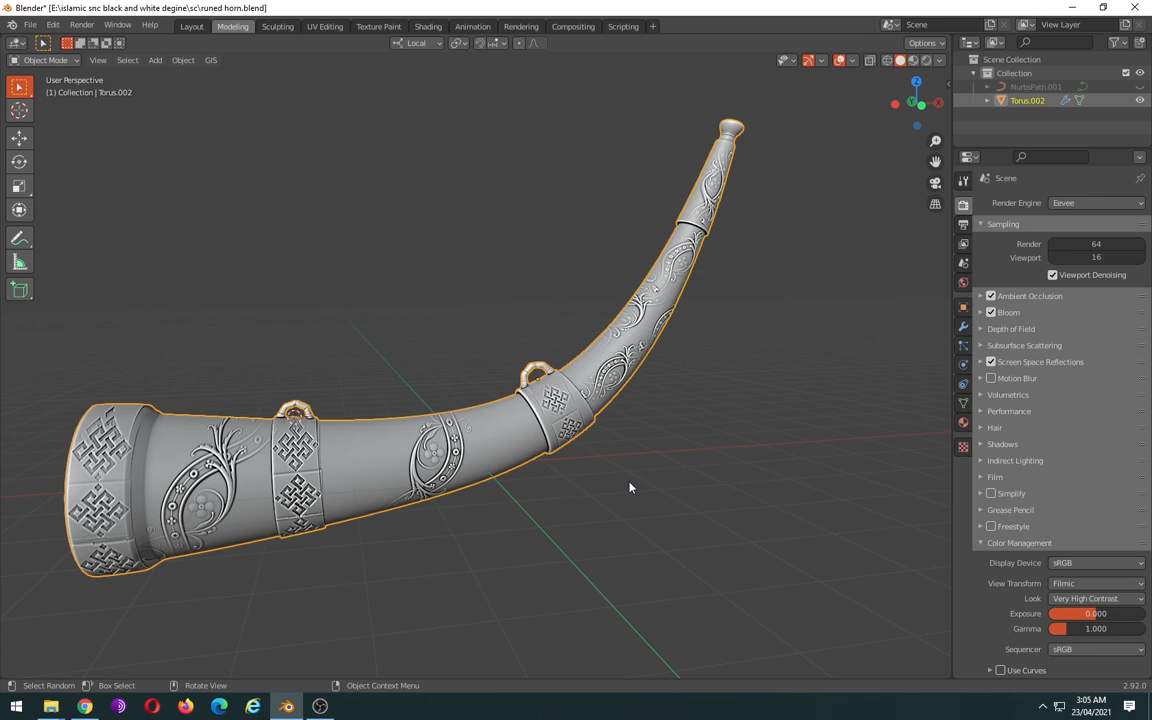 Blender* [E:\islamic snc black and white degine\sc\runed horn.blend]
File Edit Render Window Help Layout Modeling Sculpting UV Editing Texture Paint Shading Animation Rendering Compositing Scripting + Scene View Layer
Local Options
Object Mode View Select Add Object GIS
User Perspective
(1) Collection | Torus.002
Z
X
Y
Scene Collection
Collection
NurbsPath.001
Torus.002
Scene
Render Engine Eevee
Sampling
Render 64
Viewport 16
Viewport Denoising
Ambient Occlusion
Bloom
Depth of Field
Subsurface Scattering
Screen Space Reflections
Motion Blur
Volumetrics
Performance
Hair
Shadows
Indirect Lighting
Film
Simplify
Grease Pencil
Freestyle
Color Management
Display Device sRGB
View Transform Filmic
Look Very High Contrast
Exposure 0.000
Gamma 1.000
Sequencer sRGB
Use Curves
Select Random Box Select Rotate View Object Context Menu 2.92.0
3:05 AM
23/04/2021